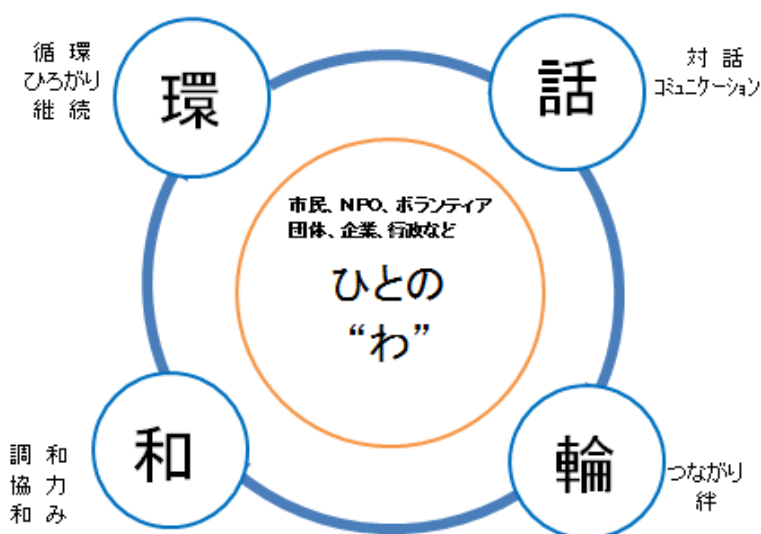 循 環
ひろがり
継 続
環
話
対 話
コミュニケーション
市民、NPO、ボランティア
団体、企業、行政など
ひとの
“わ”
調 和
協 力
和 み
和
輪
つながり
絆